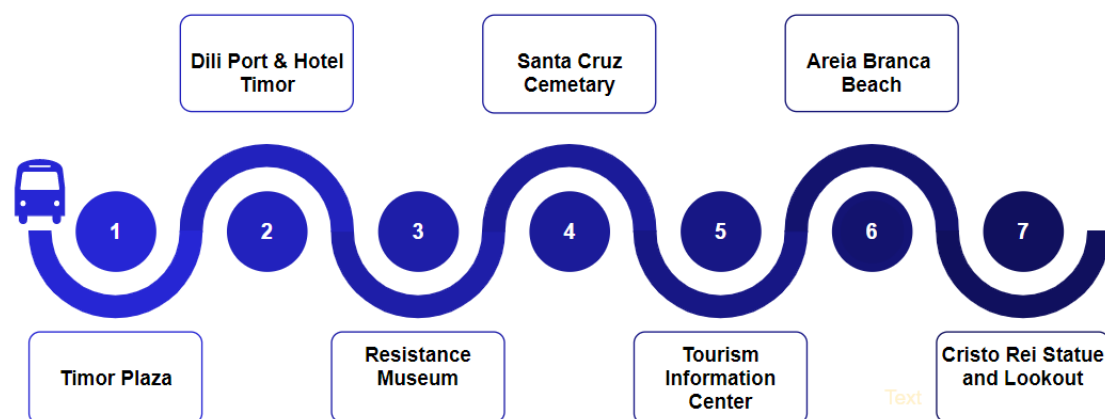 Dili Port & Hotel
Timor
Santa Cruz
Cemetary
Areia Branca
Beach
1
2
3
4
5
6
7
Timor Plaza
Resistance
Museum
Tourism
Information
Center
Cristo Rei Statue
and Lookout
Text